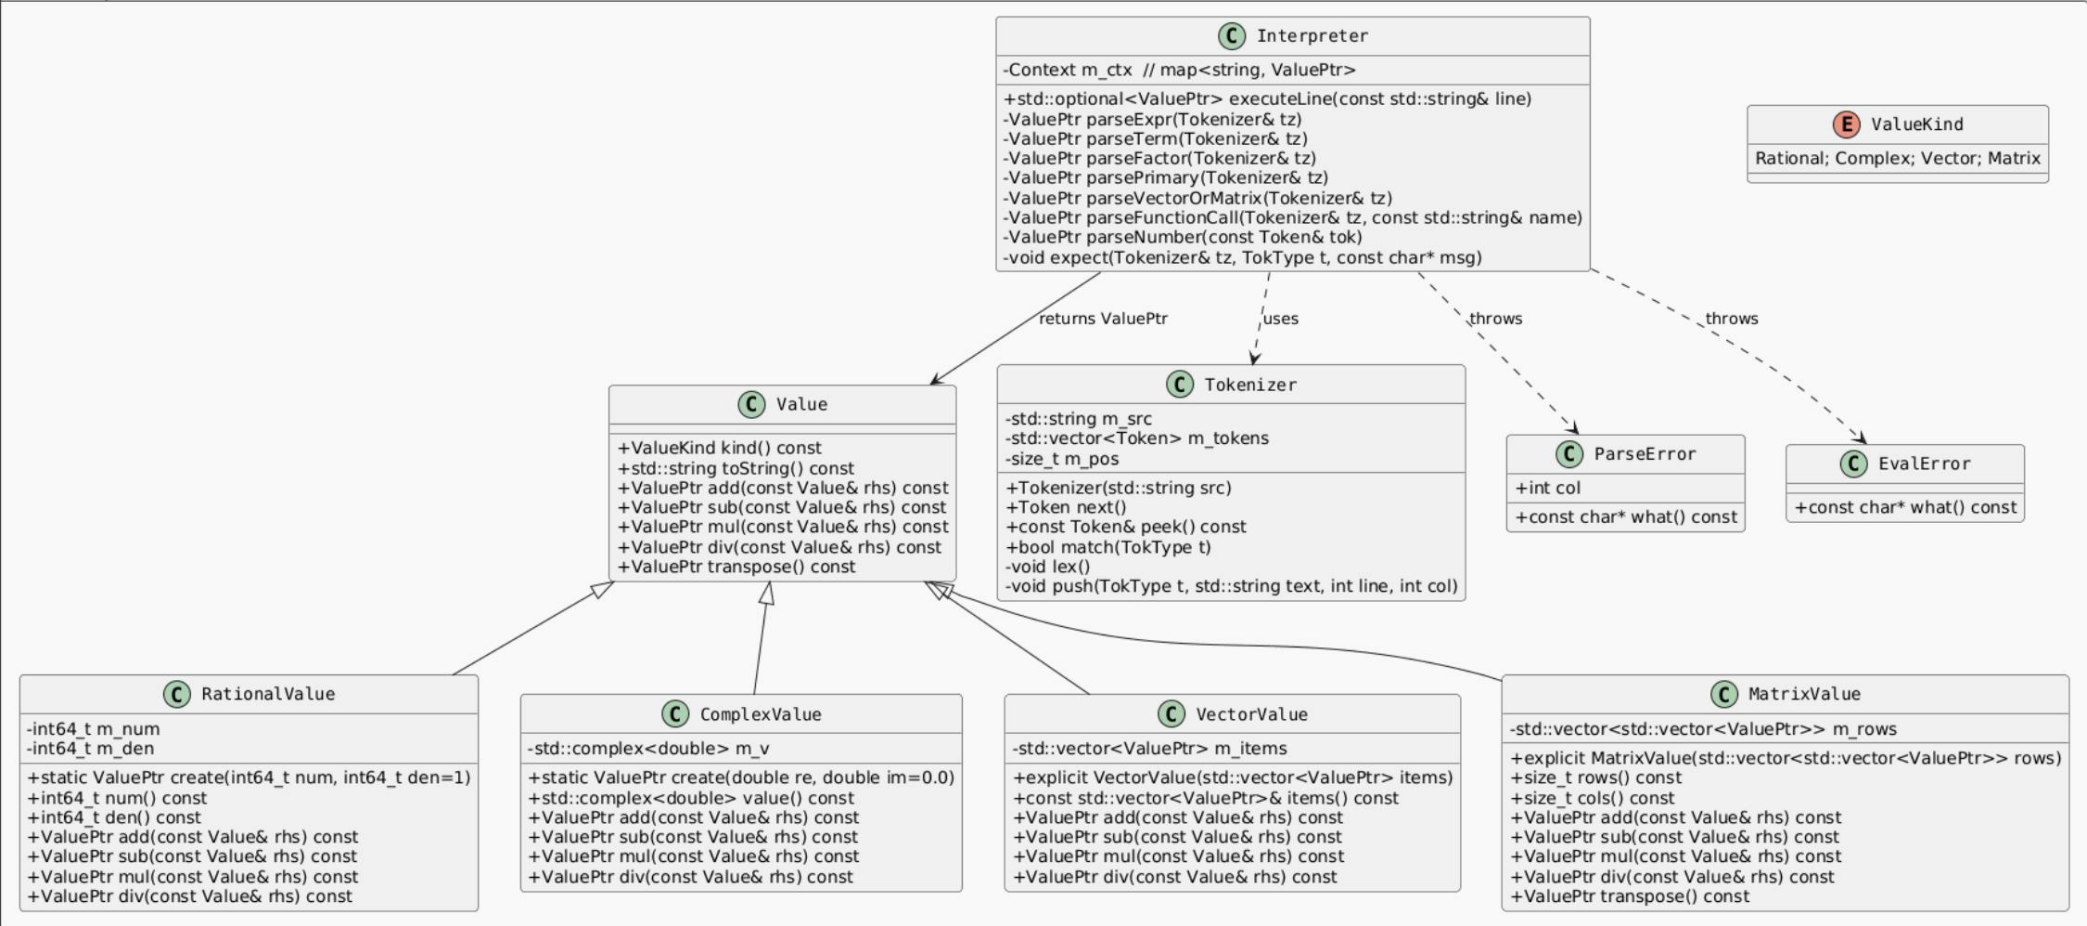 C Interpreter
-Context m_ctx // map<string, ValuePtr>
+std::optional<ValuePtr> executeLine(const std::string& line)
-ValuePtr parseExpr(Tokenizer& tz)
-ValuePtr parseTerm(Tokenizer& tz)
-ValuePtr parseFactor(Tokenizer& tz)
-ValuePtr parsePrimary(Tokenizer& tz)
-ValuePtr parseVectorOrMatrix(Tokenizer& tz)
-ValuePtr parseFunctionCall(Tokenizer& tz, const std::string& name)
-ValuePtr parseNumber(const Token& tok)
-void expect(Tokenizer& tz, TokType t, const char* msg)
E ValueKind
Rational; Complex; Vector; Matrix
returns ValuePtr
uses
throws
throws
C Value
+ValueKind kind() const
+std::string toString() const
+ValuePtr add(const Value& rhs) const
+ValuePtr sub(const Value& rhs) const
+ValuePtr mul(const Value& rhs) const
+ValuePtr div(const Value& rhs) const
+ValuePtr transpose() const
C Tokenizer
-std::string m_src
-std::vector<Token> m_tokens
-size_t m_pos
+Tokenizer(std::string src)
+Token next()
+const Token& peek() const
+bool match(TokType t)
-void lex()
-void push(TokType t, std::string text, int line, int col)
C ParseError
+int col
+const char* what() const
C EvalError
+const char* what() const
C RationalValue
-int64_t m_num
-int64_t m_den
+static ValuePtr create(int64_t num, int64_t den=1)
+int64_t num() const
+int64_t den() const
+ValuePtr add(const Value& rhs) const
+ValuePtr sub(const Value& rhs) const
+ValuePtr mul(const Value& rhs) const
+ValuePtr div(const Value& rhs) const
C ComplexValue
-std::complex<double> m_v
+static ValuePtr create(double re, double im=0.0)
+std::complex<double> value() const
+ValuePtr add(const Value& rhs) const
+ValuePtr sub(const Value& rhs) const
+ValuePtr mul(const Value& rhs) const
+ValuePtr div(const Value& rhs) const
C VectorValue
-std::vector<ValuePtr> m_items
+explicit VectorValue(std::vector<ValuePtr> items)
+const std::vector<ValuePtr>& items() const
+ValuePtr add(const Value& rhs) const
+ValuePtr sub(const Value& rhs) const
+ValuePtr mul(const Value& rhs) const
+ValuePtr div(const Value& rhs) const
C MatrixValue
-std::vector<std::vector<ValuePtr>> m_rows
+explicit MatrixValue(std::vector<std::vector<ValuePtr>> rows)
+size_t rows() const
+size_t cols() const
+ValuePtr add(const Value& rhs) const
+ValuePtr sub(const Value& rhs) const
+ValuePtr mul(const Value& rhs) const
+ValuePtr div(const Value& rhs) const
+ValuePtr transpose() const